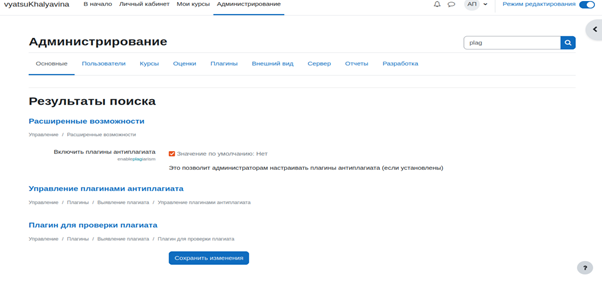 vyatsuKhalyavina В начало Личный кабинет Мои курсы Администрирование АП Режим редактирования
Администрирование
plag
Основные Пользователи Курсы Оценки Плагины Внешний вид Сервер Отчеты Разработка
Результаты поиска
Расширенные возможности
Управление / Расширенные возможности
Включить плагины антиплагиата
enableplagiarism
Значение по умолчанию: Нет
Это позволит администраторам настраивать плагины антиплагиата (если установлены)
Управление плагинами антиплагиата
Управление / Плагины / Выявление плагиата / Управление плагинами антиплагиата
Плагин для проверки плагиата
Управление / Плагины / Выявление плагиата / Плагин для проверки плагиата
Сохранить изменения
?